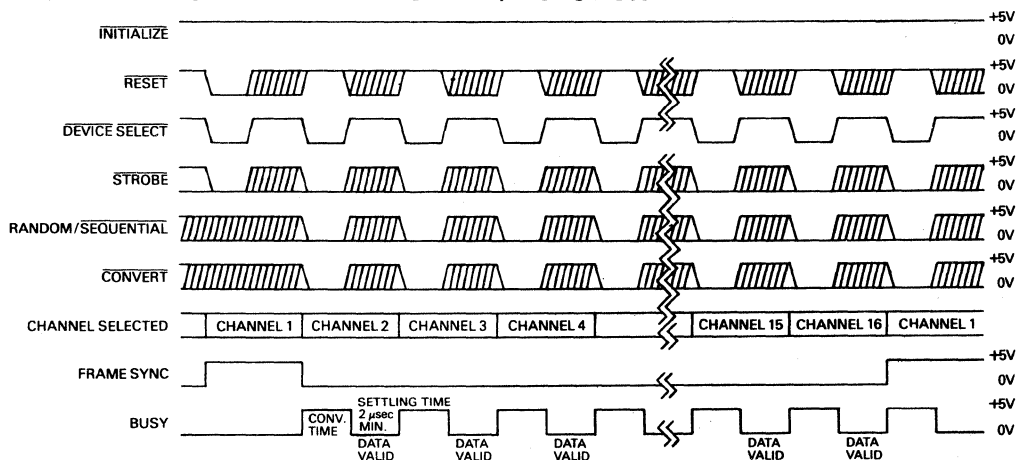 INITIALIZE +5V
0V
RESET +5V
0V
DEVICE SELECT +5V
0V
STROBE +5V
0V
RANDOM/SEQUENTIAL +5V
0V
CONVERT +5V
0V
CHANNEL SELECTED CHANNEL 1 CHANNEL 2 CHANNEL 3 CHANNEL 4 CHANNEL 15 CHANNEL 16 CHANNEL 1
FRAME SYNC +5V
0V
BUSY +5V
0V
CONV. TIME
SETTLING TIME
2 μsec
MIN.
DATA VALID
DATA VALID
DATA VALID
DATA VALID
DATA VALID